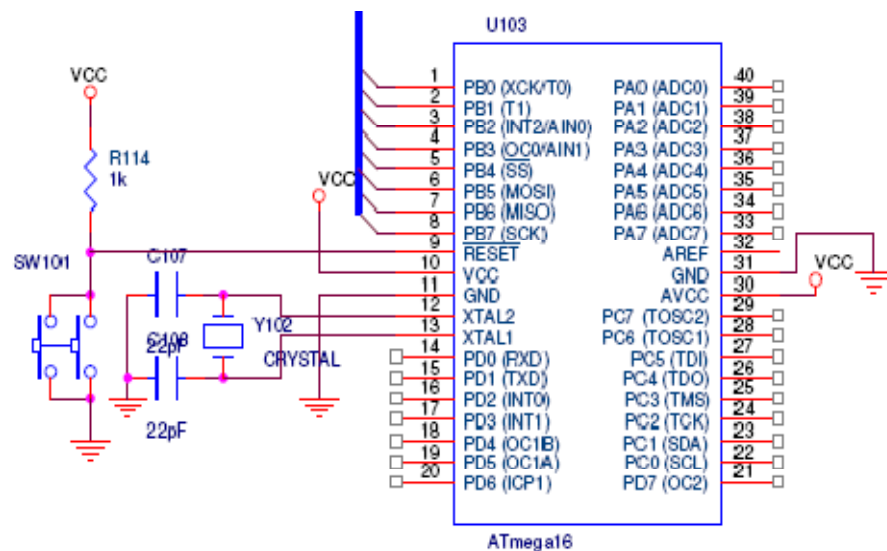 U103
VCC
R114
1k
VCC
SW101
C107
C108
22pF
22pF
Y102
CRYSTAL
1 PB0 (XCK/T0) PA0 (ADC0) 40
2 PB1 (T1) PA1 (ADC1) 39
3 PB2 (INT2/AIN0) PA2 (ADC2) 38
4 PB3 (OC0/AIN1) PA3 (ADC3) 37
5 PB4 (SS) PA4 (ADC4) 36
6 PB5 (MOSI) PA5 (ADC5) 35
7 PB6 (MISO) PA6 (ADC6) 34
8 PB7 (SCK) PA7 (ADC7) 33
9 RESET AREF 32
10 VCC GND 31
11 GND AVCC 30
12 XTAL2 PC7 (TOSC2) 29
13 XTAL1 PC6 (TOSC1) 28
14 PD0 (RXD) PC5 (TDI) 27
15 PD1 (TXD) PC4 (TDO) 26
16 PD2 (INT0) PC3 (TMS) 25
17 PD3 (INT1) PC2 (TCK) 24
18 PD4 (OC1B) PC1 (SDA) 23
19 PD5 (OC1A) PC0 (SCL) 22
20 PD6 (ICP1) PD7 (OC2) 21
VCC
ATmega16